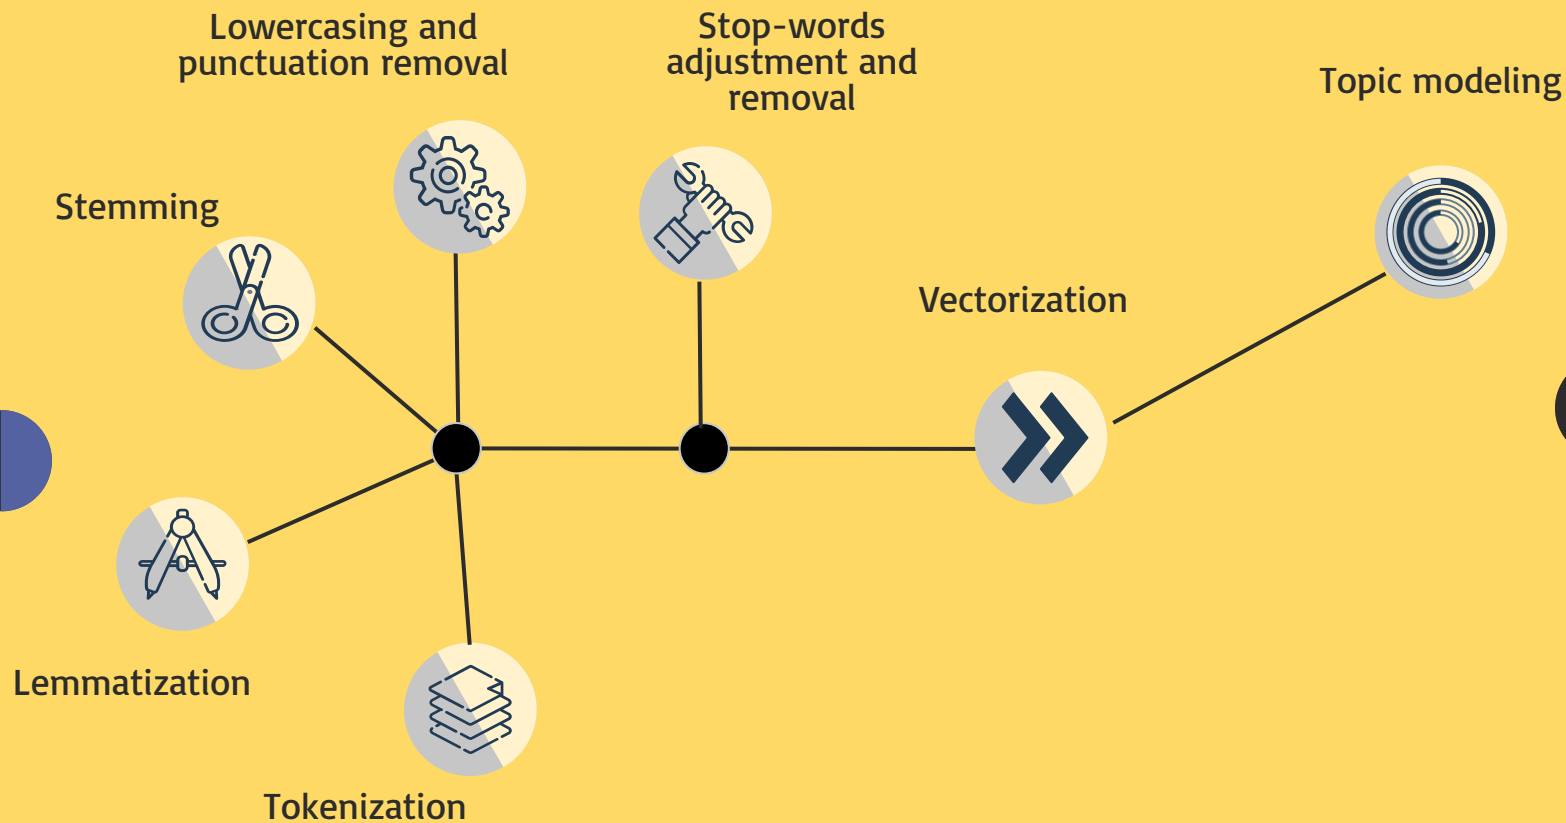 Lowercasing and
punctuation removal
Stop-words
adjustment and
removal
Topic modeling
Stemming
Vectorization
Lemmatization
Tokenization